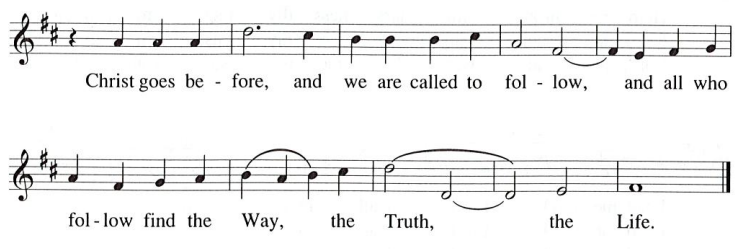 Christ goes be - fore, and we are called to fol - low, and all who
fol - low find the Way, the Truth, the Life.